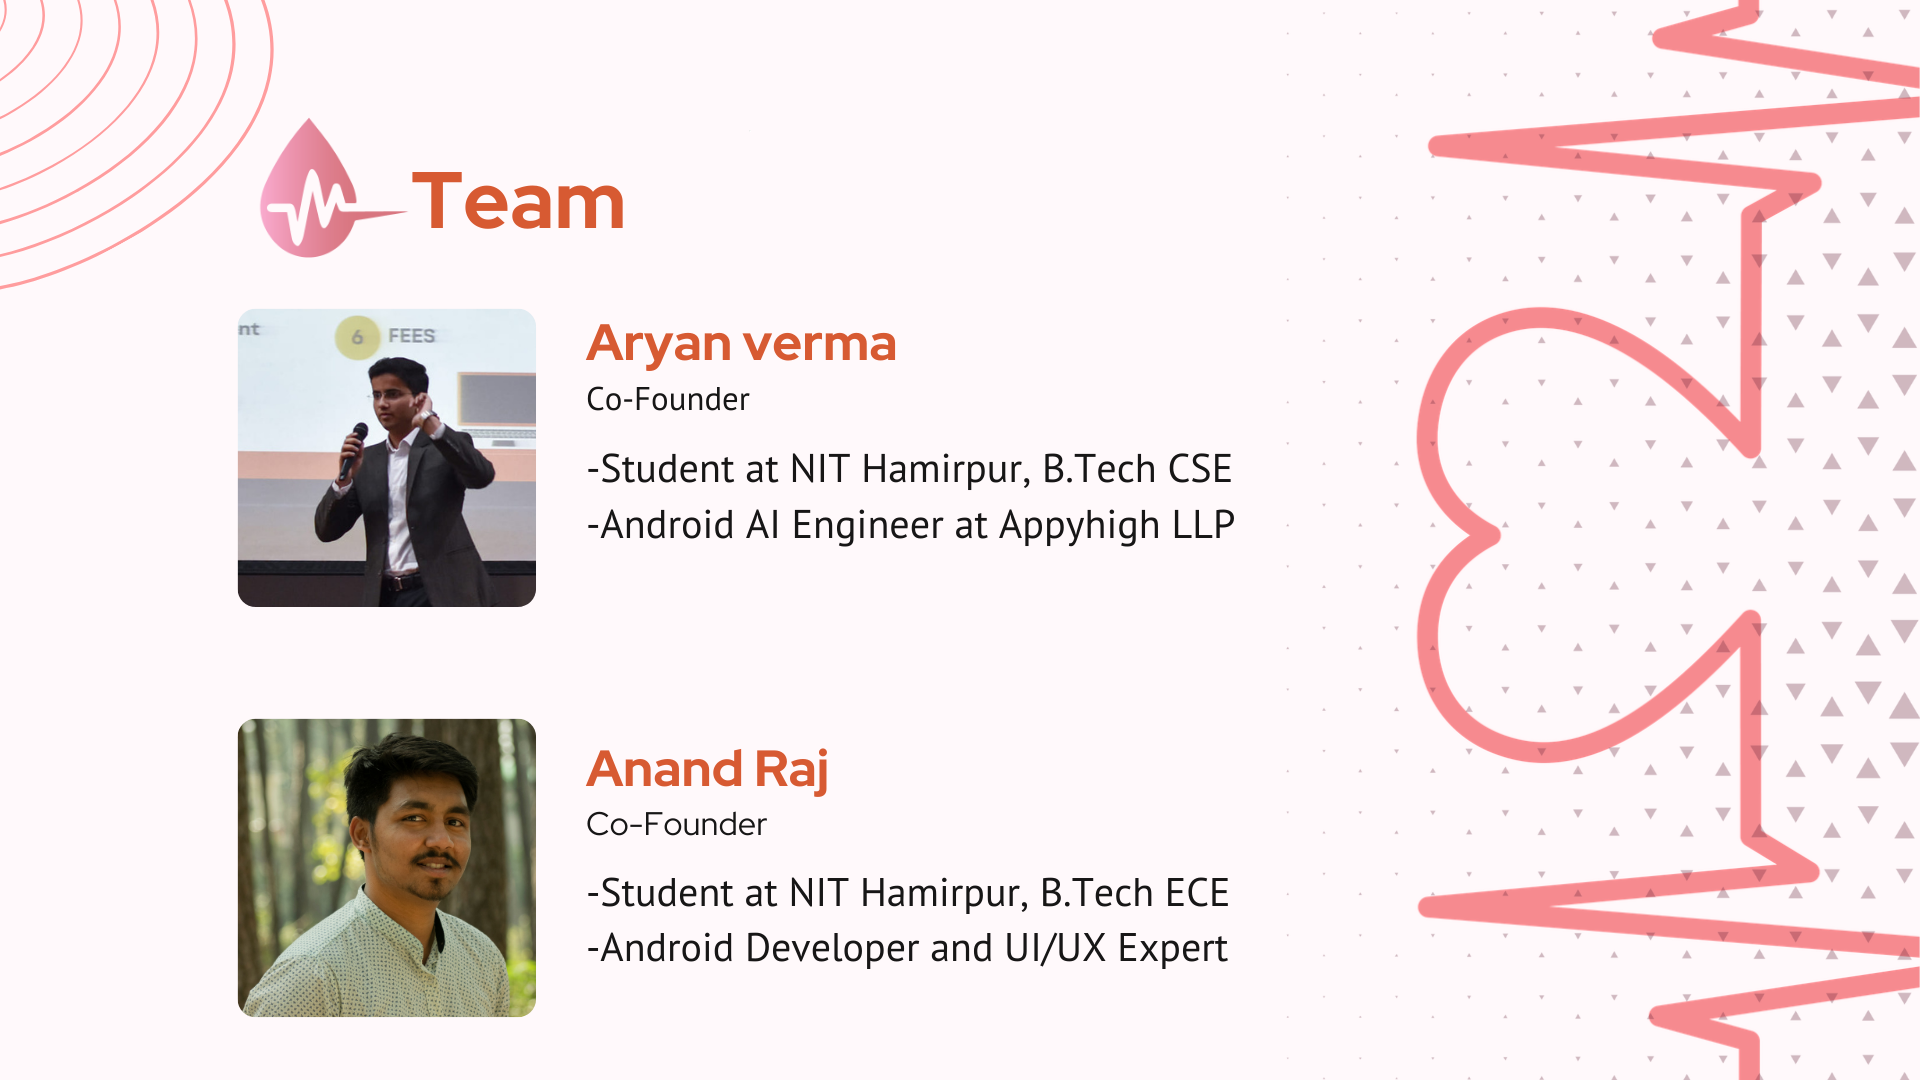 Team
nt
6 FEES
Aryan verma
Co-Founder
-Student at NIT Hamirpur, B.Tech CSE
-Android AI Engineer at Appyhigh LLP
Anand Raj
Co-Founder
-Student at NIT Hamirpur, B.Tech ECE
-Android Developer and UI/UX Expert